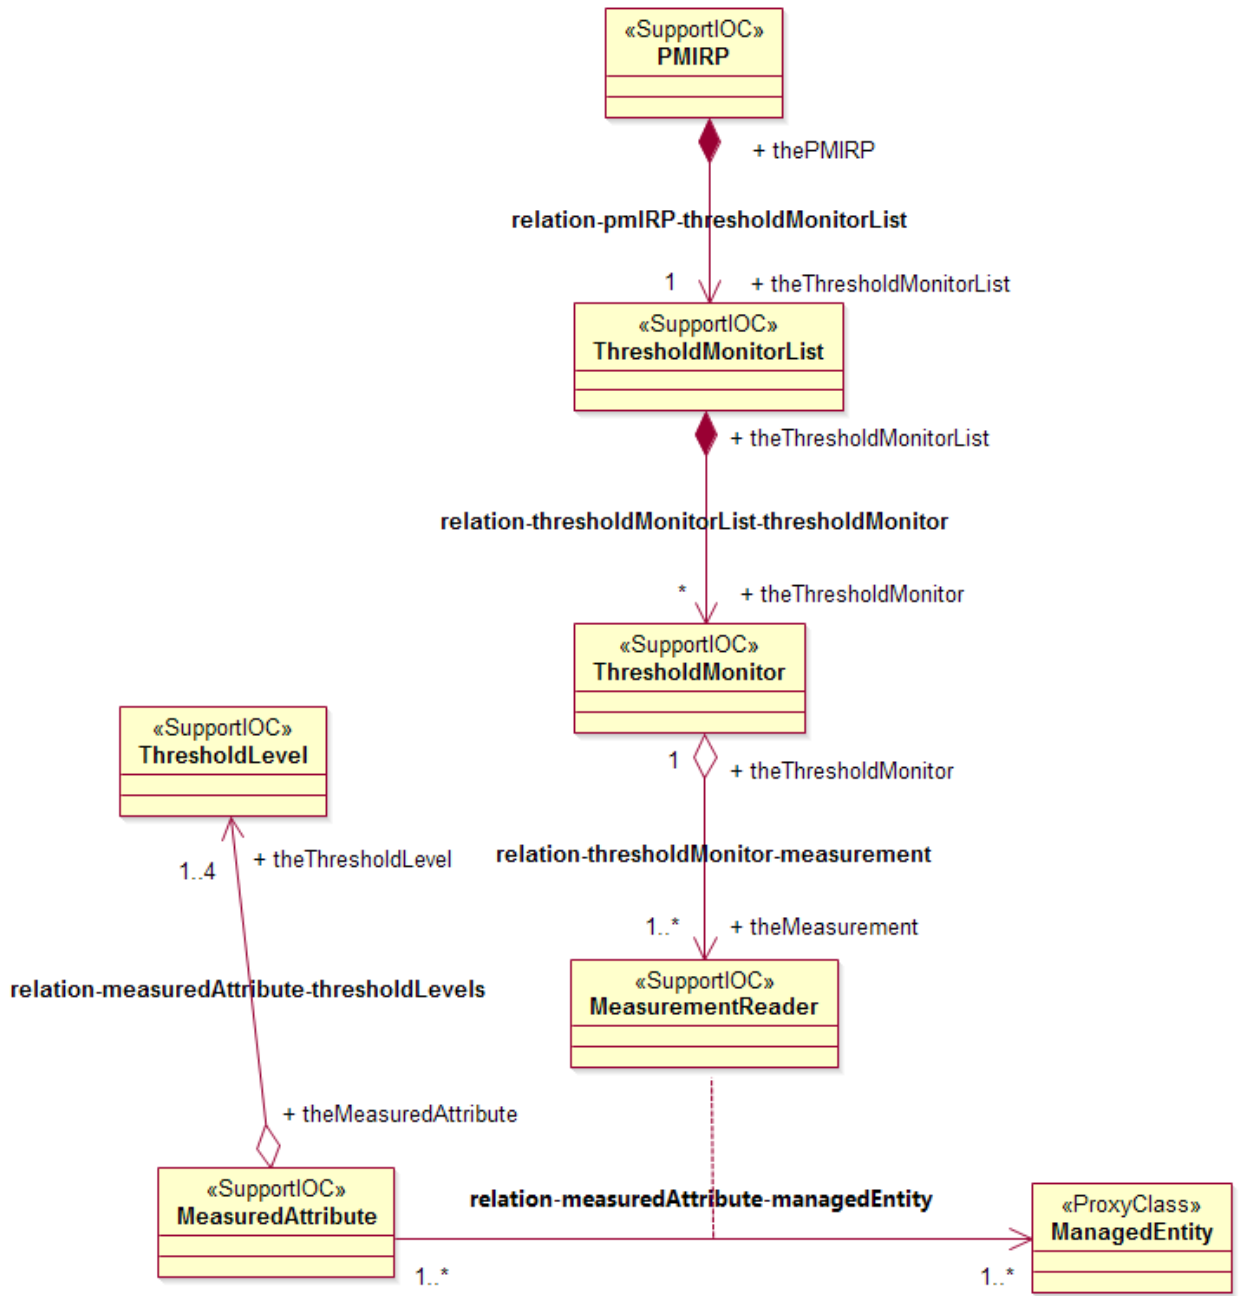 «SupportIOC»
PMIRP
+ thePMIRP
relation-pmIRP-thresholdMonitorList
1
+ theThresholdMonitorList
«SupportIOC»
ThresholdMonitorList
+ theThresholdMonitorList
relation-thresholdMonitorList-thresholdMonitor
*
+ theThresholdMonitor
«SupportIOC»
ThresholdMonitor
1
+ theThresholdMonitor
«SupportIOC»
ThresholdLevel
1..4
+ theThresholdLevel
relation-thresholdMonitor-measurement
1..*
+ theMeasurement
«SupportIOC»
MeasurementReader
relation-measuredAttribute-thresholdLevels
+ theMeasuredAttribute
«SupportIOC»
MeasuredAttribute
relation-measuredAttribute-managedEntity
1..*
1..*
«ProxyClass»
ManagedEntity